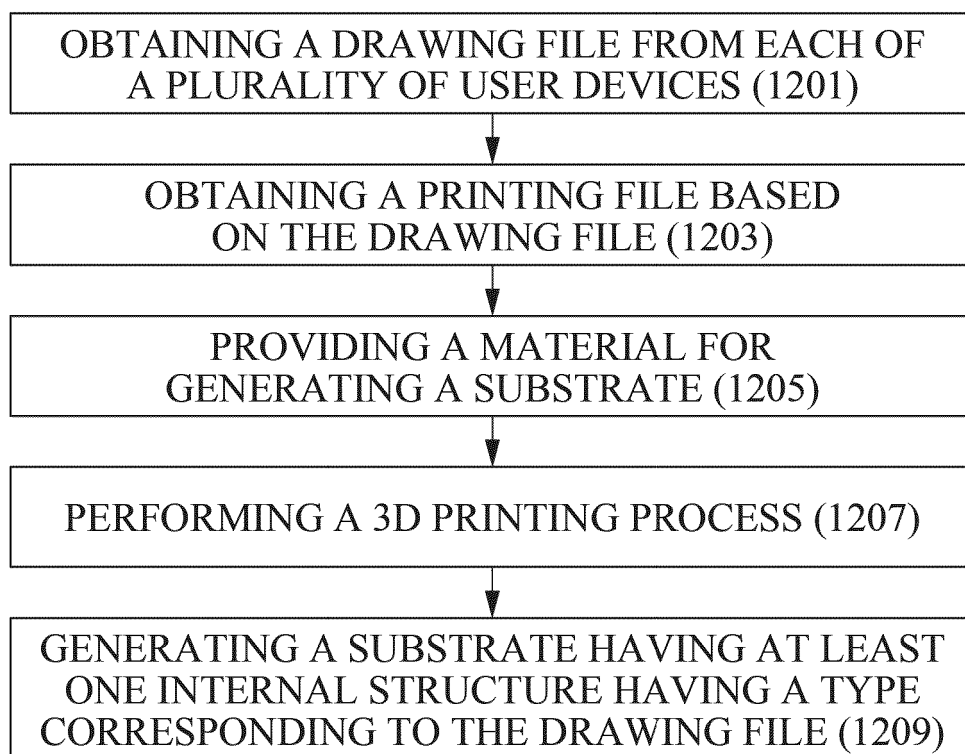 OBTAINING A DRAWING FILE FROM EACH OF
A PLURALITY OF USER DEVICES (1201)
OBTAINING A PRINTING FILE BASED
ON THE DRAWING FILE (1203)
PROVIDING A MATERIAL FOR
GENERATING A SUBSTRATE (1205)
PERFORMING A 3D PRINTING PROCESS (1207)
GENERATING A SUBSTRATE HAVING AT LEAST
ONE INTERNAL STRUCTURE HAVING A TYPE
CORRESPONDING TO THE DRAWING FILE (1209)